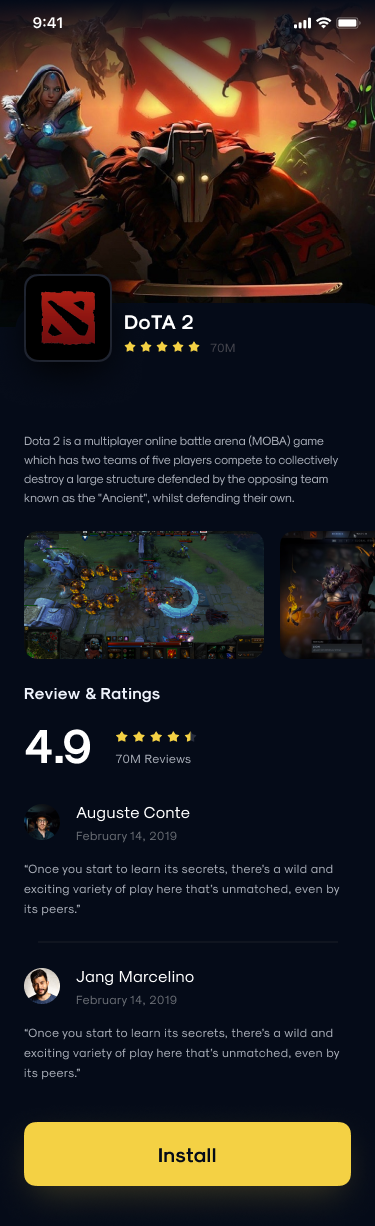 9:41
DoTA 2
70M
Dota 2 is a multiplayer online battle arena (MOBA) game
which has two teams of five players compete to collectively
destroy a large structure defended by the opposing team
known as the "Ancient", whilst defending their own.
Review & Ratings
4.9
70M Reviews
Auguste Conte
February 14, 2019
“Once you start to learn its secrets, there’s a wild and
exciting variety of play here that’s unmatched, even by
its peers.”
Jang Marcelino
February 14, 2019
“Once you start to learn its secrets, there’s a wild and
exciting variety of play here that’s unmatched, even by
its peers.”
Install